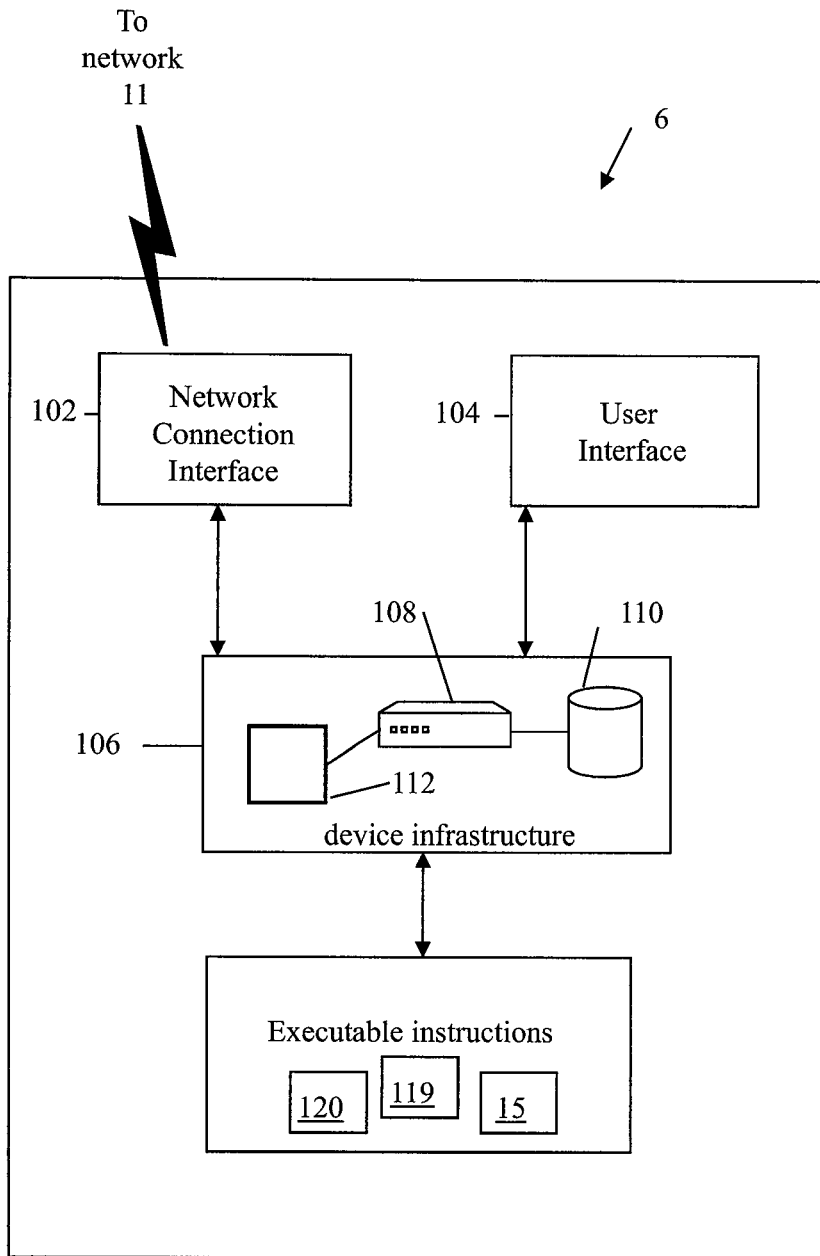 To
network
11
6
102
Network
Connection
Interface
104
User
Interface
108
110
106
112
device infrastructure
Executable instructions
120
119
15